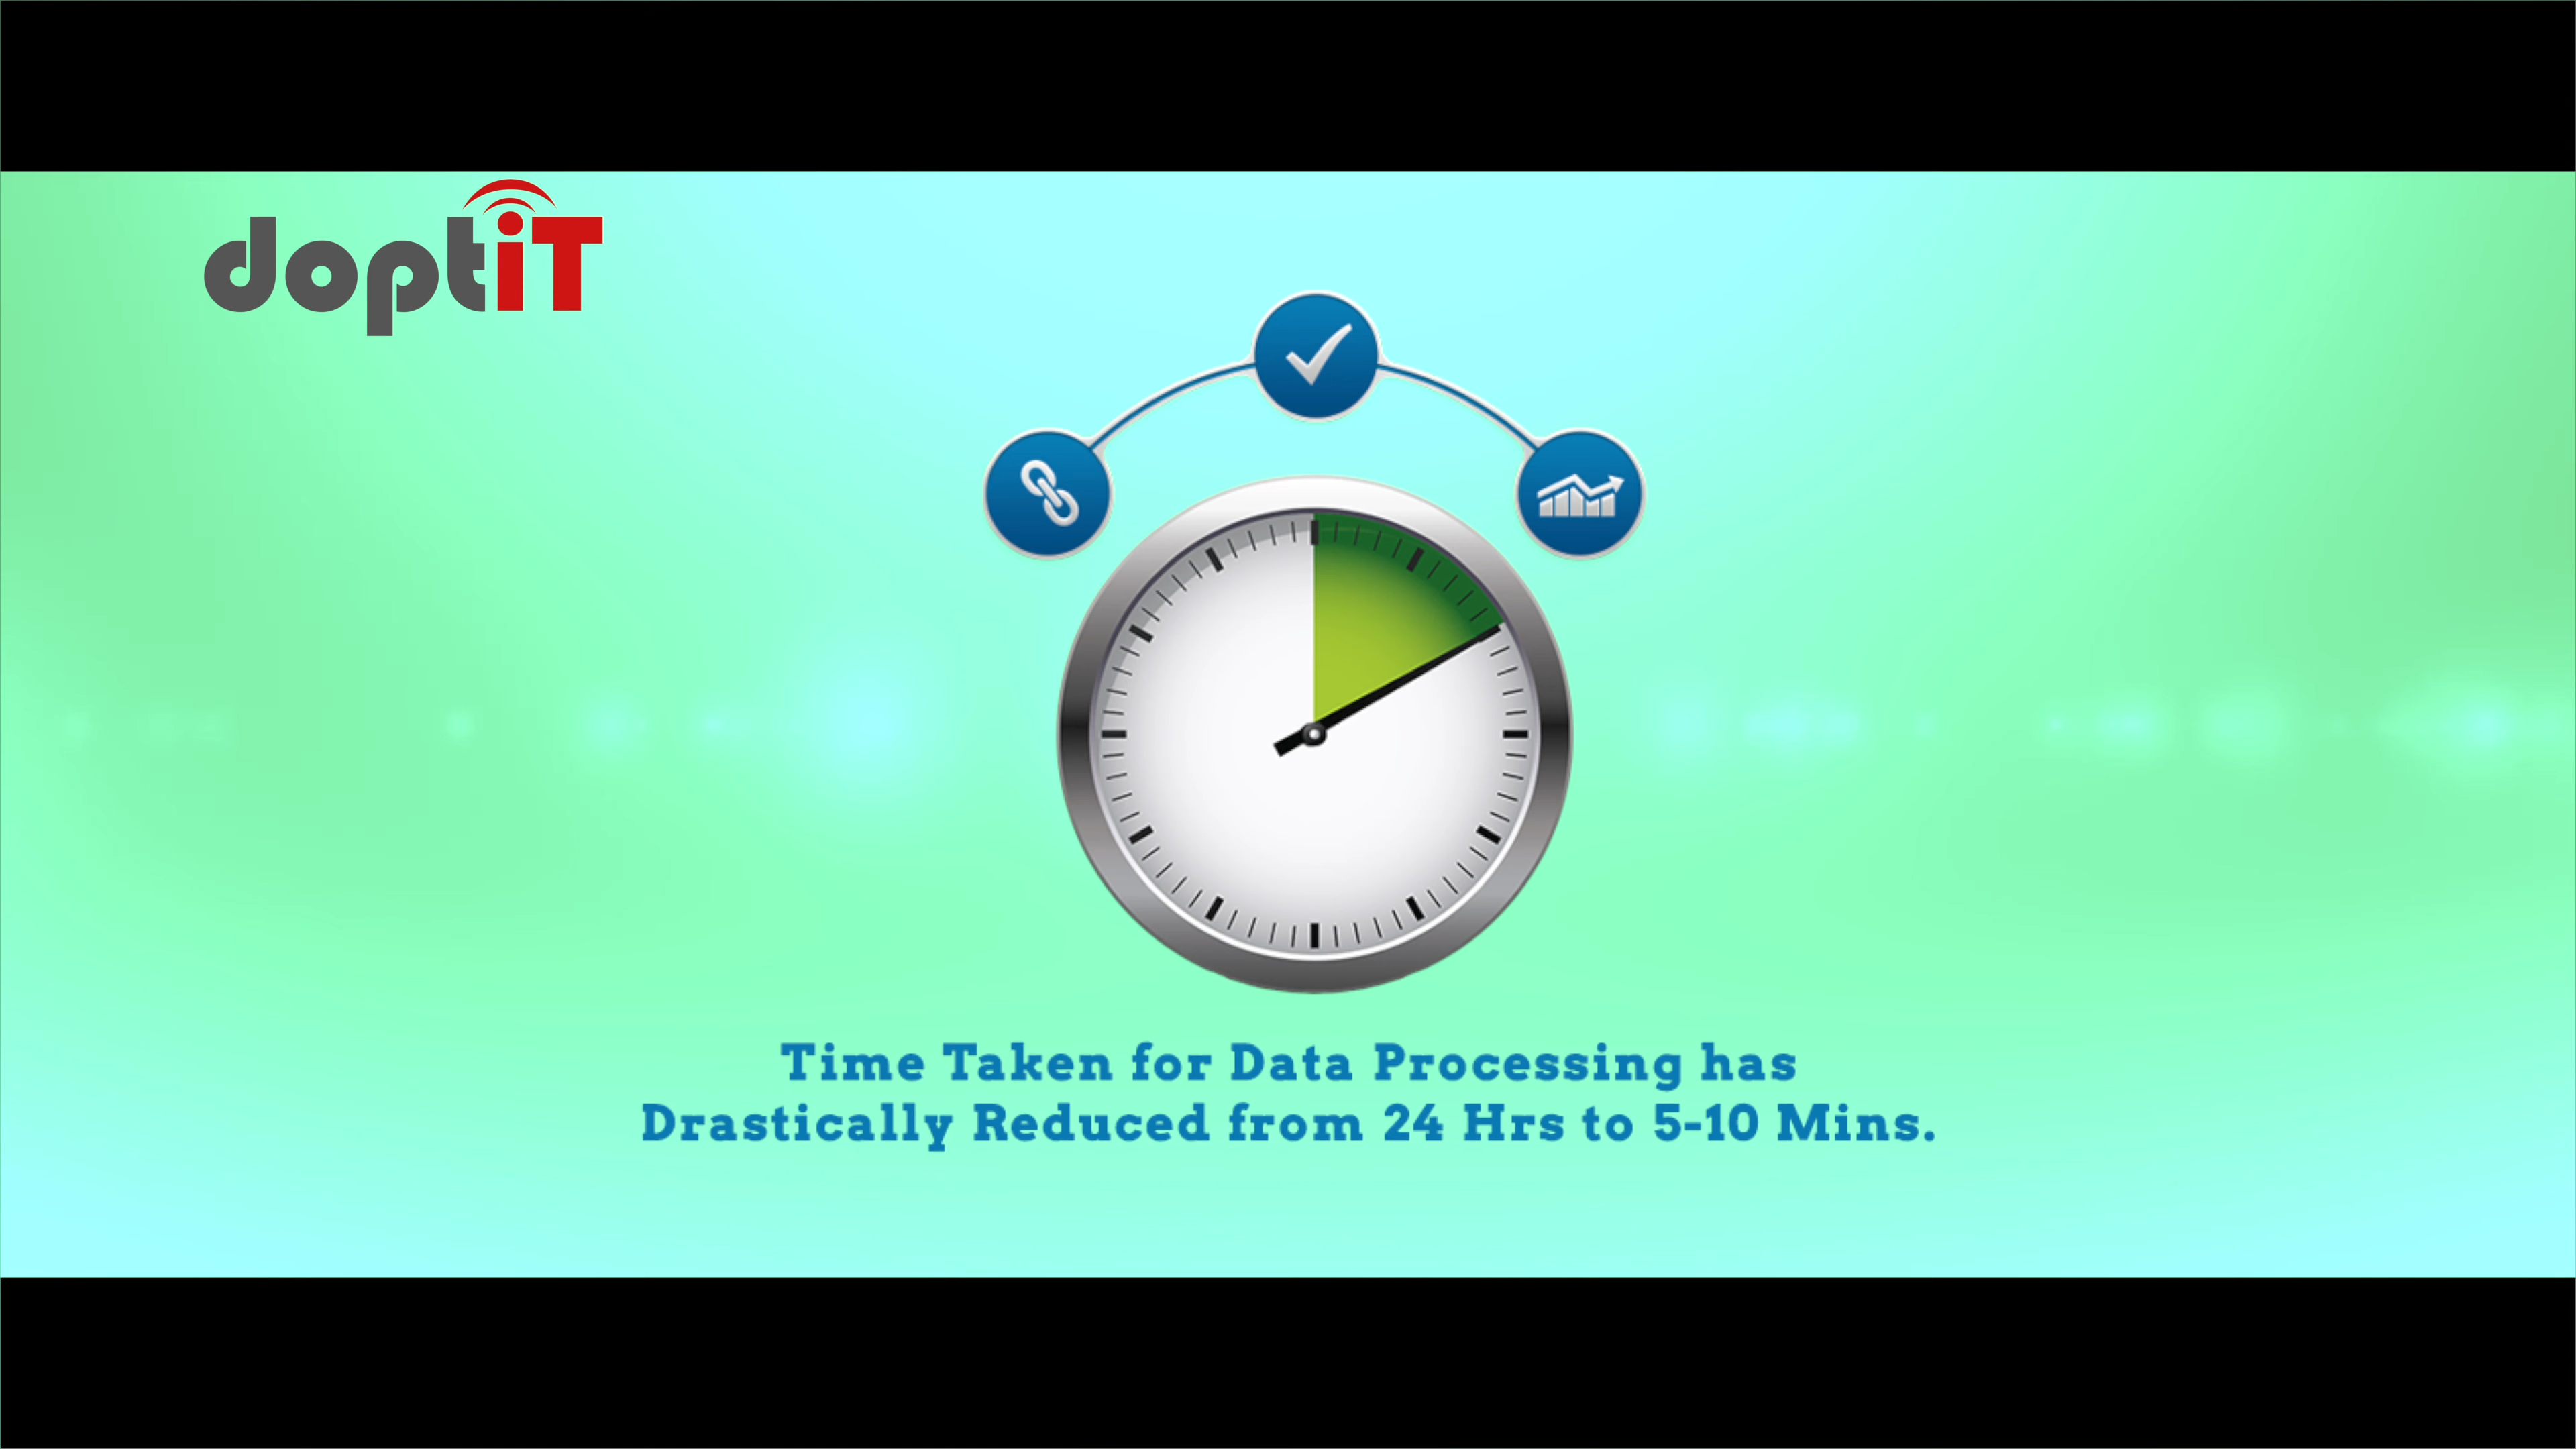 doptiT
Time Taken for Data Processing has
Drastically Reduced from 24 Hrs to 5-10 Mins.